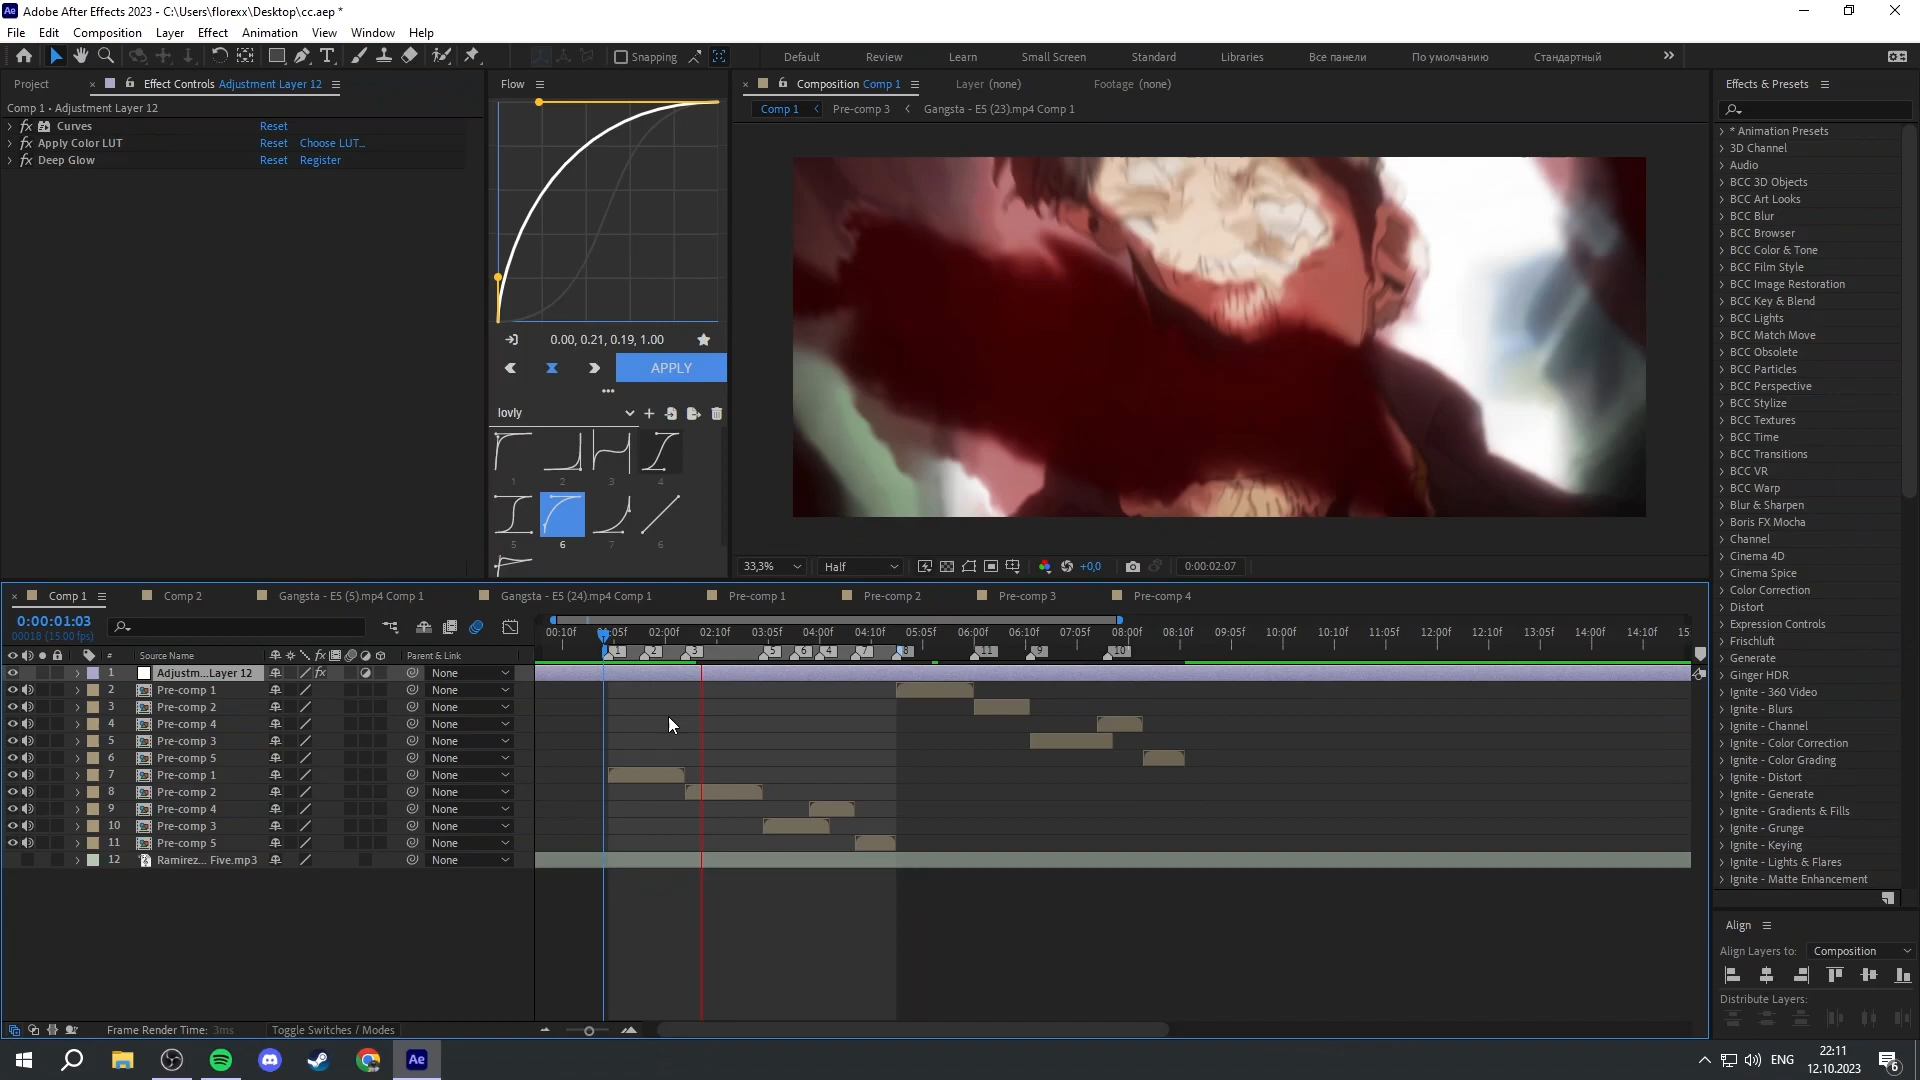 Adobe After Effects 2023 - C:\Users\florexx\Desktop\cc.aep *
File Edit Composition Layer Effect Animation View Window Help
Snapping
Default Review Learn Small Screen Standard Libraries Все панели По умолчанию Стандартный
Project
Effect Controls Adjustment Layer 12
Comp 1 • Adjustment Layer 12
fx Curves Reset
fx Apply Color LUT Reset Choose LUT...
fx Deep Glow Reset Register
Flow
0.00, 0.21, 0.19, 1.00
APPLY
lovly
1 2 3 4
5 6 7 6
Composition Comp 1 Layer (none) Footage (none)
Comp 1 Pre-comp 3 Gangsta - E5 (23).mp4 Comp 1
33,3% Half +0,0 0:00:02:07
Effects & Presets
* Animation Presets
3D Channel
Audio
BCC 3D Objects
BCC Art Looks
BCC Blur
BCC Browser
BCC Color & Tone
BCC Film Style
BCC Image Restoration
BCC Key & Blend
BCC Lights
BCC Match Move
BCC Obsolete
BCC Particles
BCC Perspective
BCC Stylize
BCC Textures
BCC Time
BCC Transitions
BCC VR
BCC Warp
Blur & Sharpen
Boris FX Mocha
Channel
Cinema 4D
Cinema Spice
Color Correction
Distort
Expression Controls
Frischluft
Generate
Ginger HDR
Ignite - 360 Video
Ignite - Blurs
Ignite - Channel
Ignite - Color Correction
Ignite - Color Grading
Ignite - Distort
Ignite - Generate
Ignite - Gradients & Fills
Ignite - Grunge
Ignite - Keying
Ignite - Lights & Flares
Ignite - Matte Enhancement
Align
Align Layers to: Composition
Distribute Layers:
Comp 1 Comp 2 Gangsta - E5 (5).mp4 Comp 1 Gangsta - E5 (24).mp4 Comp 1 Pre-comp 1 Pre-comp 2 Pre-comp 3 Pre-comp 4
0:00:01:03
00018 (15.00 fps)
00:10f 01:05f 02:00f 02:10f 03:05f 04:00f 04:10f 05:05f 06:00f 06:10f 07:05f 08:00f 08:10f 09:05f 10:00f 10:10f 11:05f 12:00f 12:10f 13:05f 14:00f 14:10f 15
1 2 3 5 6 4 7 8 11 9 10
# Source Name fx Parent & Link
1 Adjustm...Layer 12 fx None
2 Pre-comp 1 None
3 Pre-comp 2 None
4 Pre-comp 4 None
5 Pre-comp 3 None
6 Pre-comp 5 None
7 Pre-comp 1 None
8 Pre-comp 2 None
9 Pre-comp 4 None
10 Pre-comp 3 None
11 Pre-comp 5 None
12 Ramirez... Five.mp3 None
Frame Render Time: 3ms Toggle Switches / Modes
Ae
ENG
22:11
12.10.2023
6